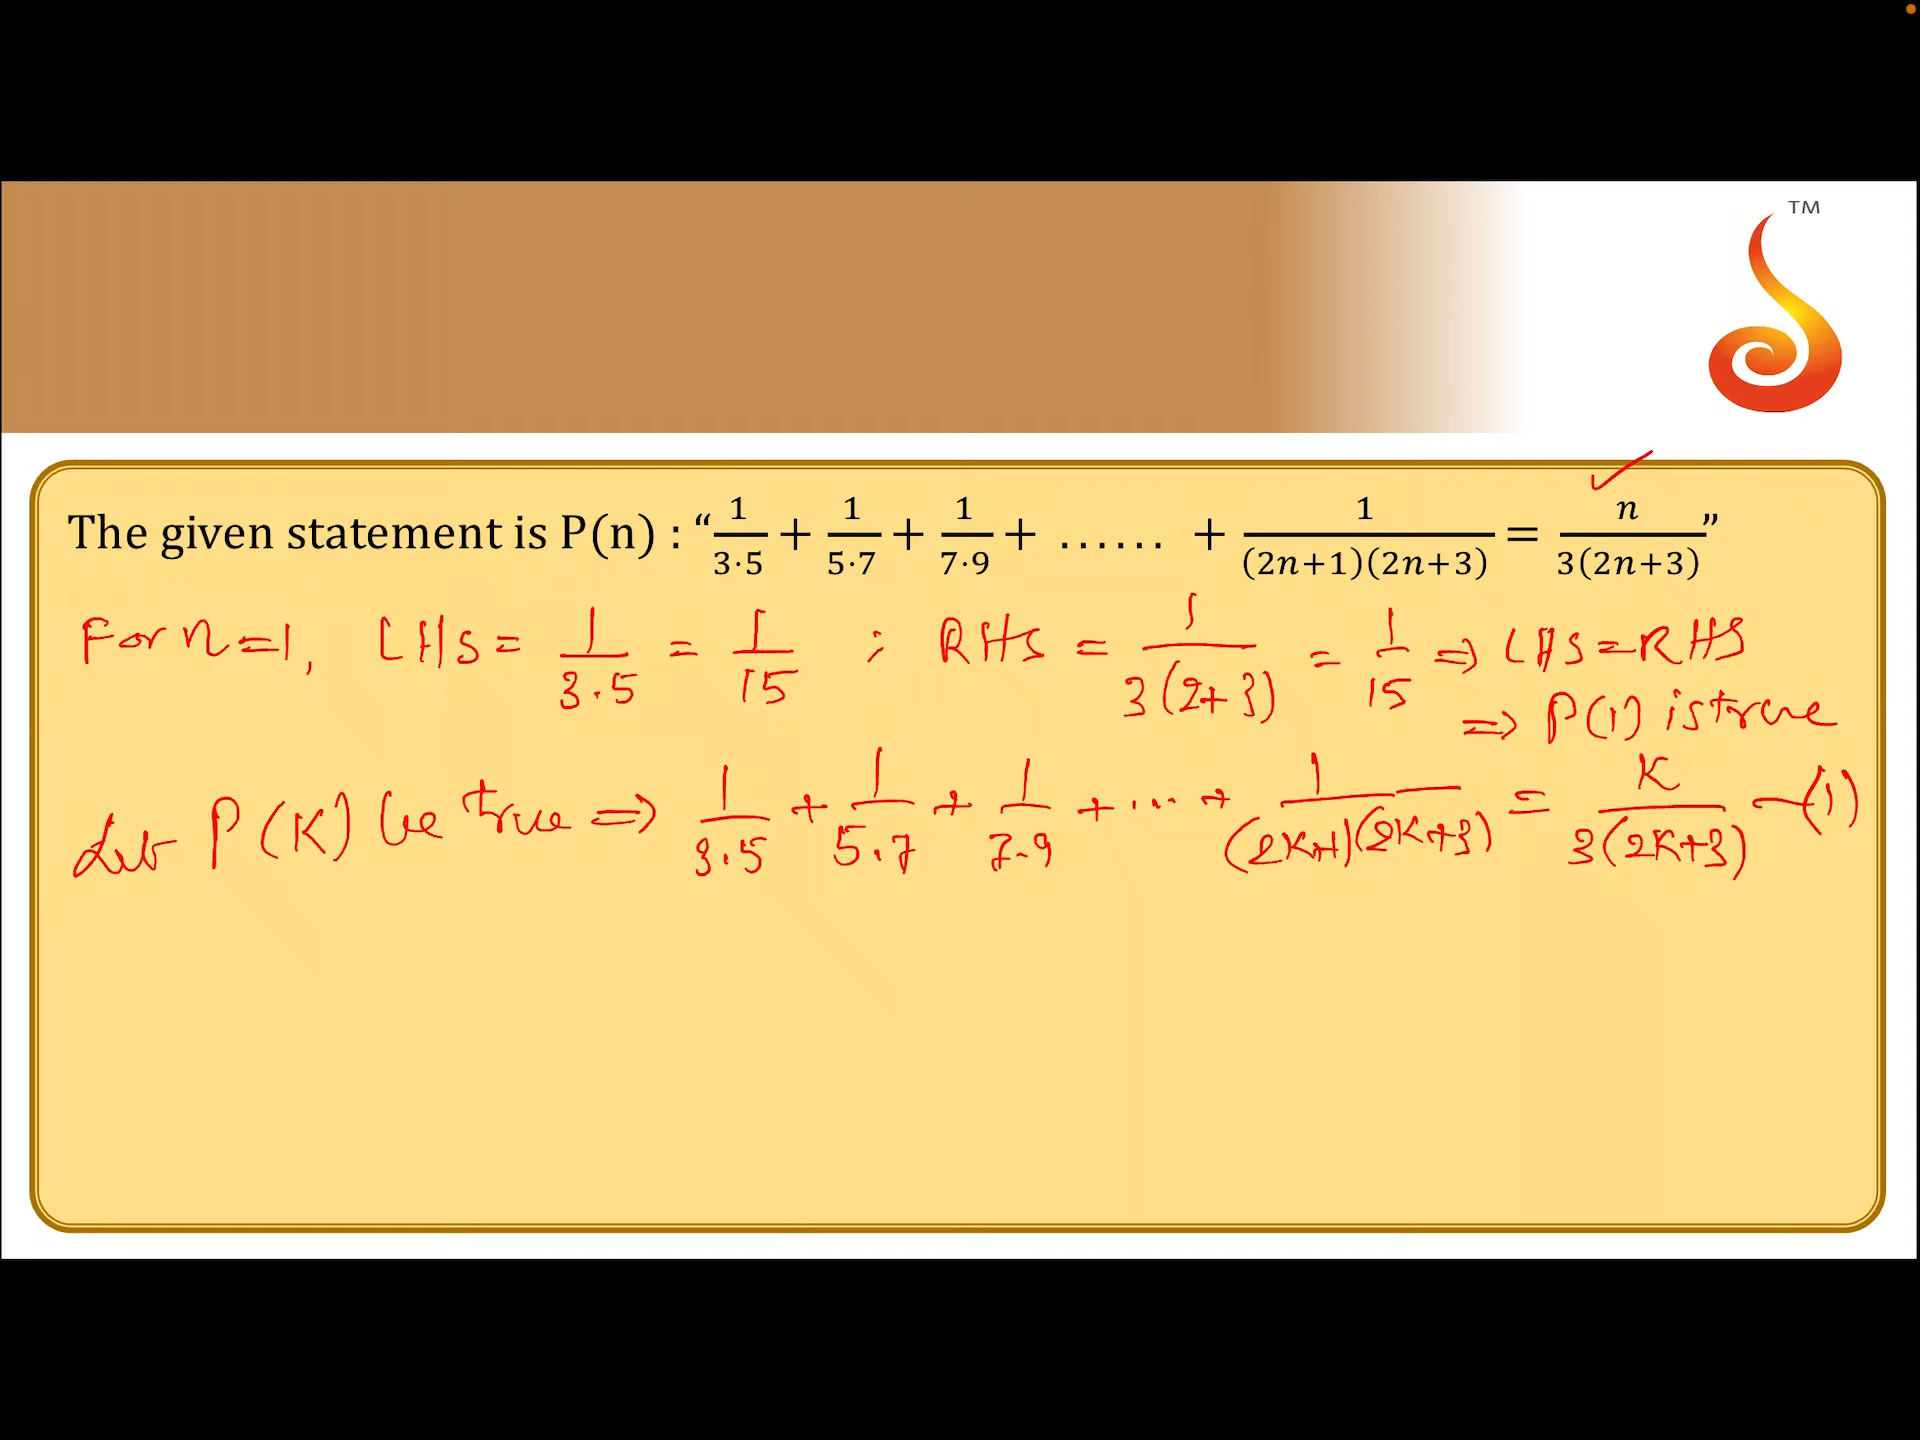 TM
The given statement is P(n) : “1/(3·5) + 1/(5·7) + 1/(7·9) + ...... + 1/((2n+1)(2n+3)) = n/(3(2n+3))”
For n=1, LHS = 1/(3.5) = 1/15 ; RHS = 1/(3(2+3)) = 1/15 ⇒ LHS=RHS
⇒ P(1) is true
Let P(K) be true ⇒ 1/(3.5) + 1/(5.7) + 1/(7.9) + ... + 1/((2K+1)(2K+3)) = K/(3(2K+3)) —(1)